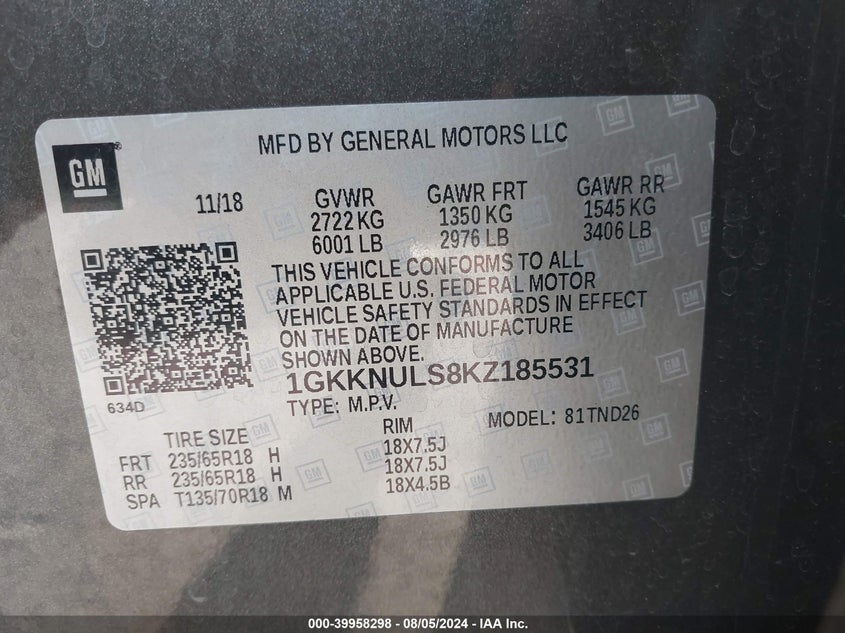 MFD BY GENERAL MOTORS LLC
GM
11/18 GVWR GAWR FRT GAWR RR
2722 KG 1350 KG 1545 KG
6001 LB 2976 LB 3406 LB
THIS VEHICLE CONFORMS TO ALL
APPLICABLE U.S. FEDERAL MOTOR
VEHICLE SAFETY STANDARDS IN EFFECT
ON THE DATE OF MANUFACTURE
SHOWN ABOVE.
1GKKNULS8KZ185531
634D
TYPE: M.P.V. MODEL: 81TND26
TIRE SIZE RIM
FRT 235/65R18 H 18X7.5J
RR 235/65R18 H 18X7.5J
SPA T135/70R18 M 18X4.5B
000-39958298 - 08/05/2024 - IAA Inc.